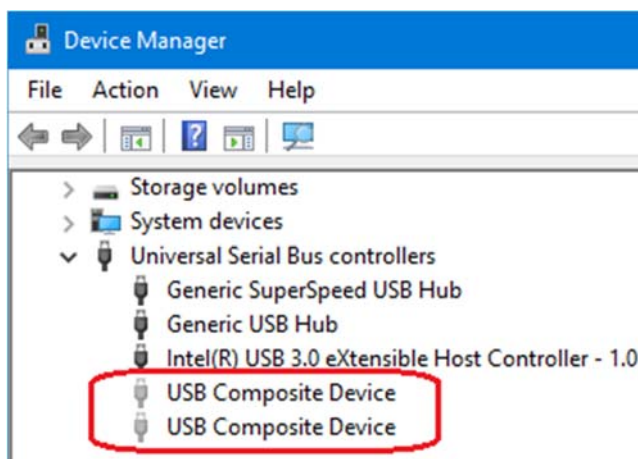 Device Manager
File Action View Help
Storage volumes
System devices
Universal Serial Bus controllers
Generic SuperSpeed USB Hub
Generic USB Hub
Intel(R) USB 3.0 eXtensible Host Controller - 1.0
USB Composite Device
USB Composite Device